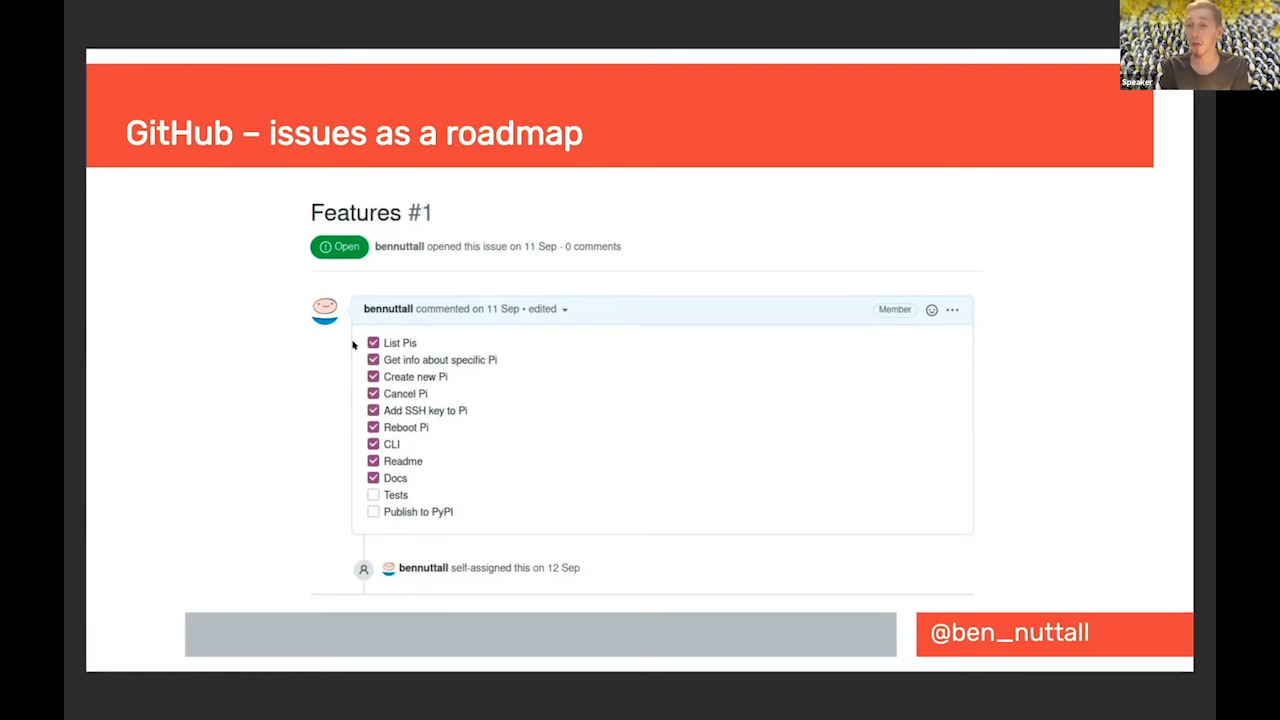 Speaker
GitHub – issues as a roadmap
Features #1
Open bennuttall opened this issue on 11 Sep · 0 comments
bennuttall commented on 11 Sep • edited Member
List Pis
Get info about specific Pi
Create new Pi
Cancel Pi
Add SSH key to Pi
Reboot Pi
CLI
Readme
Docs
Tests
Publish to PyPI
bennuttall self-assigned this on 12 Sep
@ben_nuttall